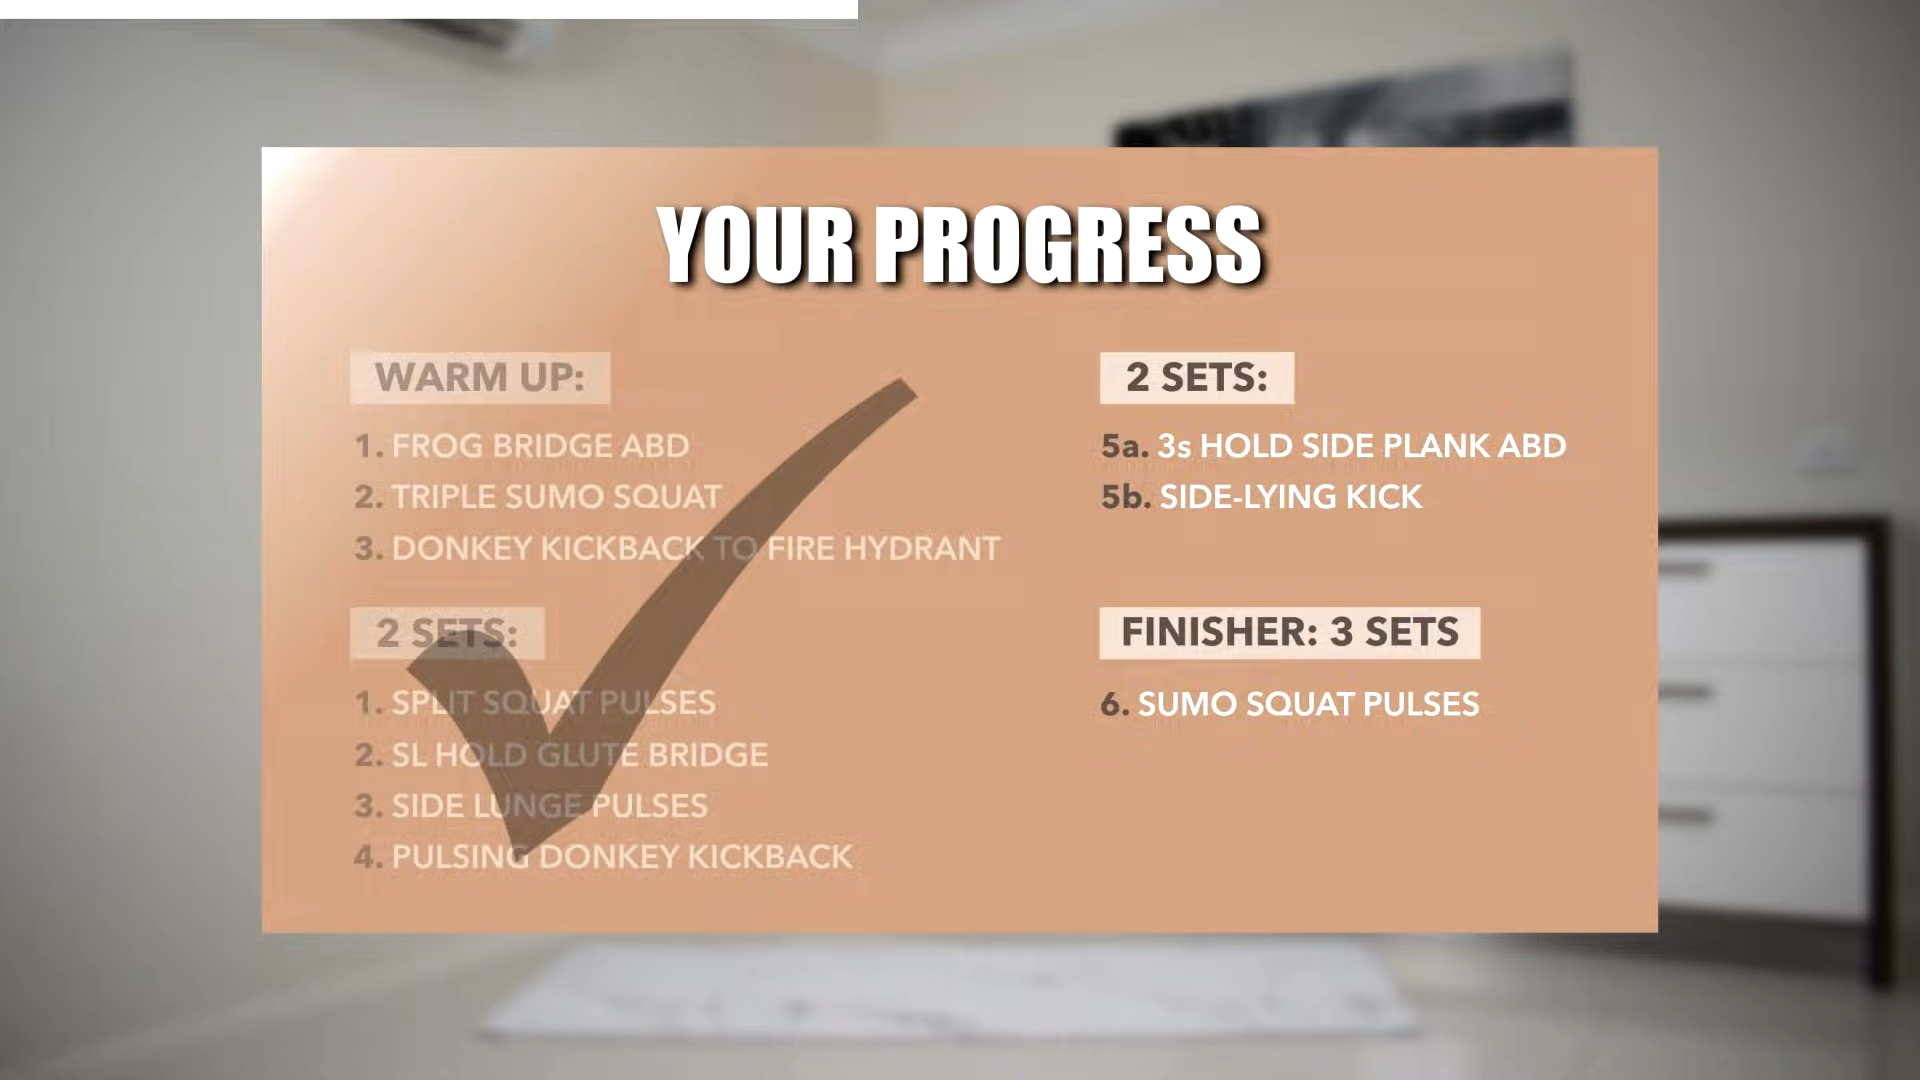 YOUR PROGRESS
WARM UP:
1. FROG BRIDGE ABD
2. TRIPLE SUMO SQUAT
3. DONKEY KICKBACK TO FIRE HYDRANT
2 SETS:
1. SPLIT SQUAT PULSES
2. SL HOLD GLUTE BRIDGE
3. SIDE LUNGE PULSES
4. PULSING DONKEY KICKBACK
2 SETS:
5a. 3s HOLD SIDE PLANK ABD
5b. SIDE-LYING KICK
FINISHER: 3 SETS
6. SUMO SQUAT PULSES